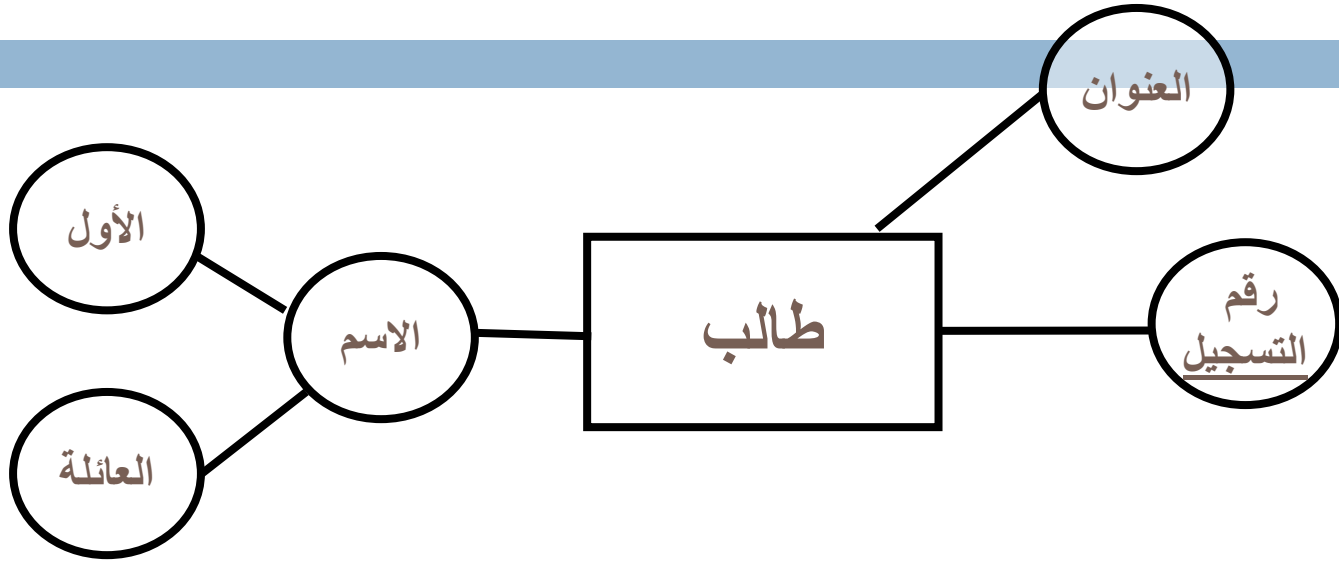 العنوان
الأول
رقم
التسجيل
طالب
الاسم
العائلة